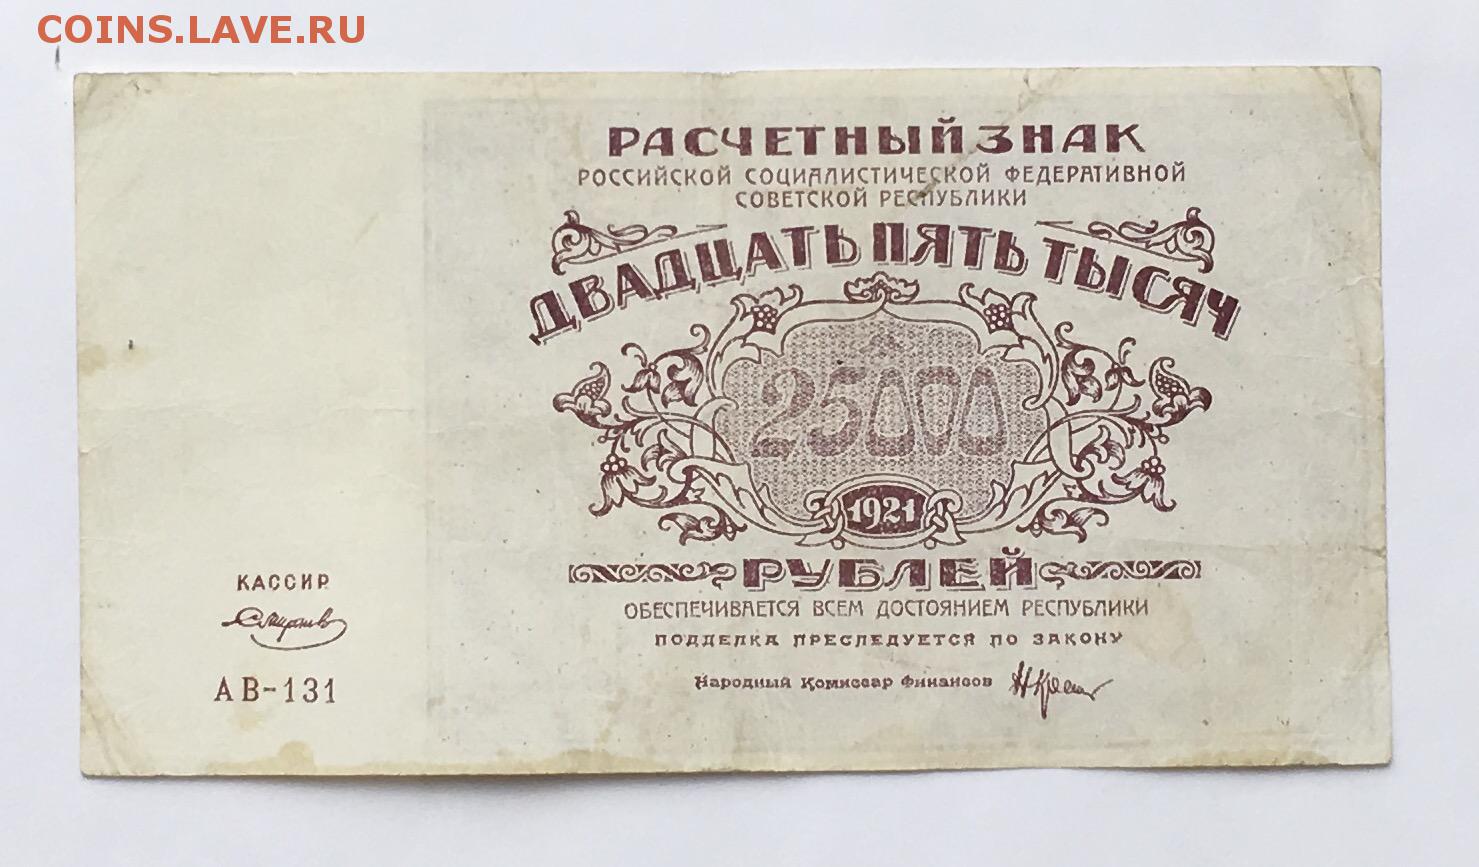 COINS.LAVE.RU
РАСЧЕТНЫЙ ЗНАК
РОССИЙСКОЙ СОЦИАЛИСТИЧЕСКОЙ ФЕДЕРАТИВНОЙ
СОВЕТСКОЙ РЕСПУБЛИКИ
ДВАДЦАТЬ ПЯТЬ ТЫСЯЧ
25000
1921
РУБЛЕЙ
ОБЕСПЕЧИВАЕТСЯ ВСЕМ ДОСТОЯНИЕМ РЕСПУБЛИКИ
ПОДДЕЛКА ПРЕСЛЕДУЕТСЯ ПО ЗАКОНУ
Народный Комиссар Финансов
КАССИР
Смирнов
АВ-131